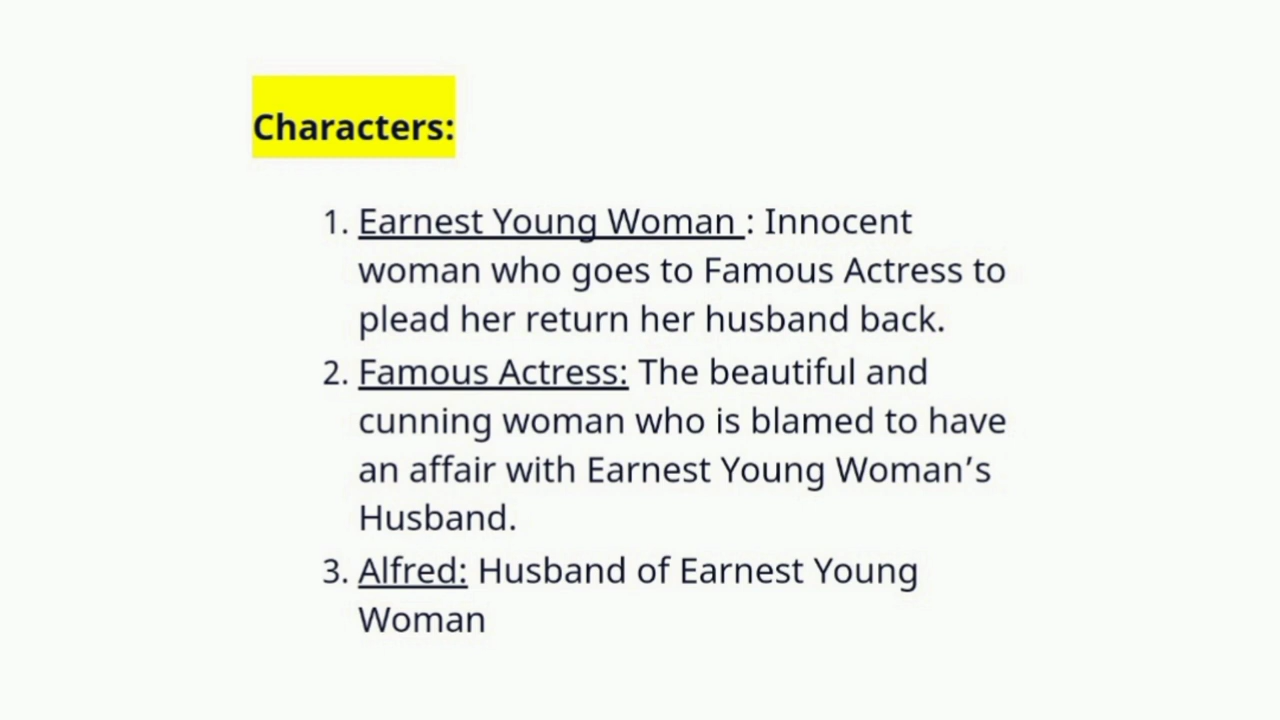 Characters:
1. Earnest Young Woman : Innocent
woman who goes to Famous Actress to
plead her return her husband back.
2. Famous Actress: The beautiful and
cunning woman who is blamed to have
an affair with Earnest Young Woman’s
Husband.
3. Alfred: Husband of Earnest Young
Woman